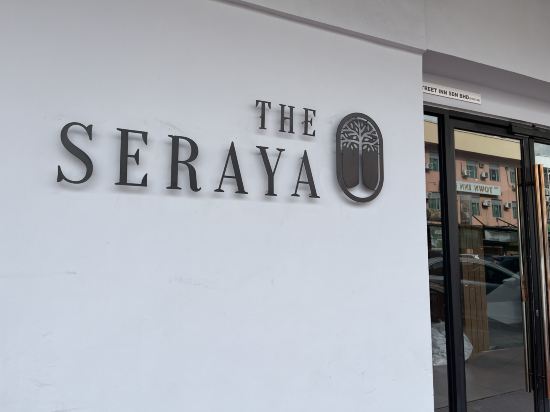 THE
SERAYA
TREET INN SDN BHD
TOWN INN